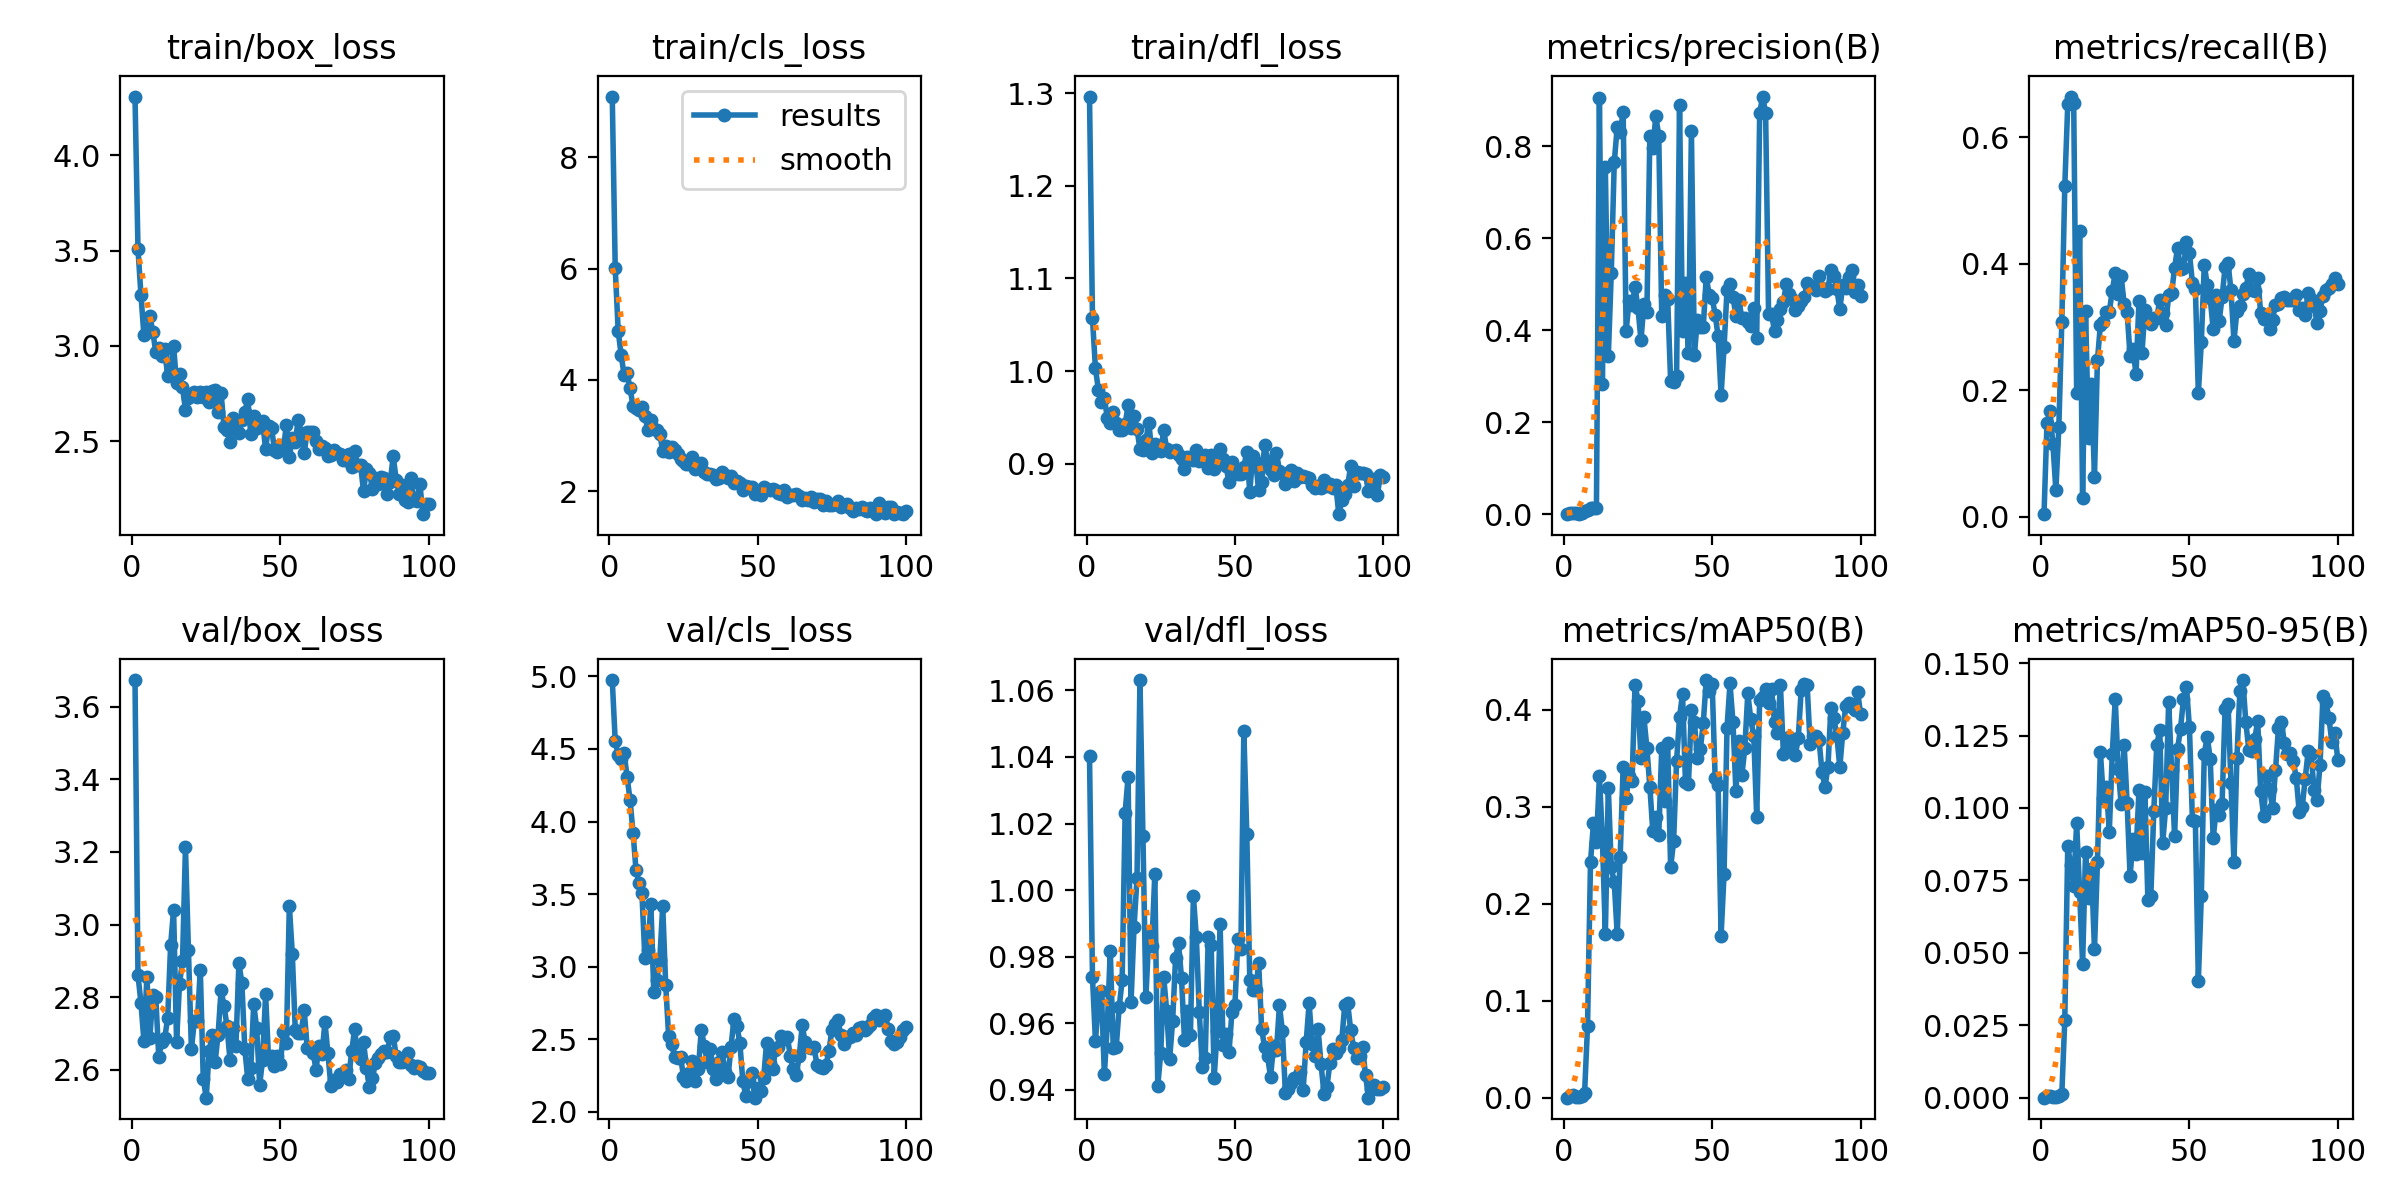 train/box_loss
4.0
3.5
3.0
2.5
0 50 100
train/cls_loss
results
smooth
8
6
4
2
0 50 100
train/dfl_loss
1.3
1.2
1.1
1.0
0.9
0 50 100
metrics/precision(B)
0.8
0.6
0.4
0.2
0.0
0 50 100
metrics/recall(B)
0.6
0.4
0.2
0.0
0 50 100
val/box_loss
3.6
3.4
3.2
3.0
2.8
2.6
0 50 100
val/cls_loss
5.0
4.5
4.0
3.5
3.0
2.5
2.0
0 50 100
val/dfl_loss
1.06
1.04
1.02
1.00
0.98
0.96
0.94
0 50 100
metrics/mAP50(B)
0.4
0.3
0.2
0.1
0.0
0 50 100
metrics/mAP50-95(B)
0.150
0.125
0.100
0.075
0.050
0.025
0.000
0 50 100